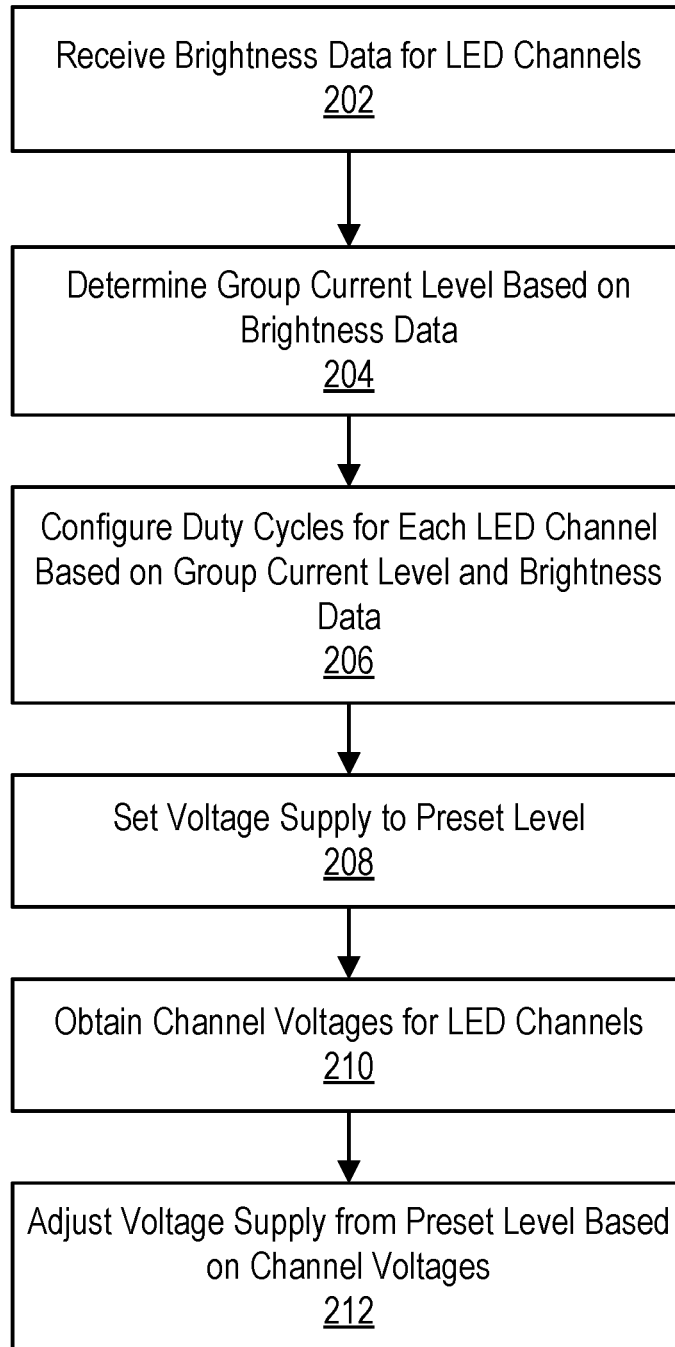 Receive Brightness Data for LED Channels
202
Determine Group Current Level Based on
Brightness Data
204
Configure Duty Cycles for Each LED Channel
Based on Group Current Level and Brightness
Data
206
Set Voltage Supply to Preset Level
208
Obtain Channel Voltages for LED Channels
210
Adjust Voltage Supply from Preset Level Based
on Channel Voltages
212